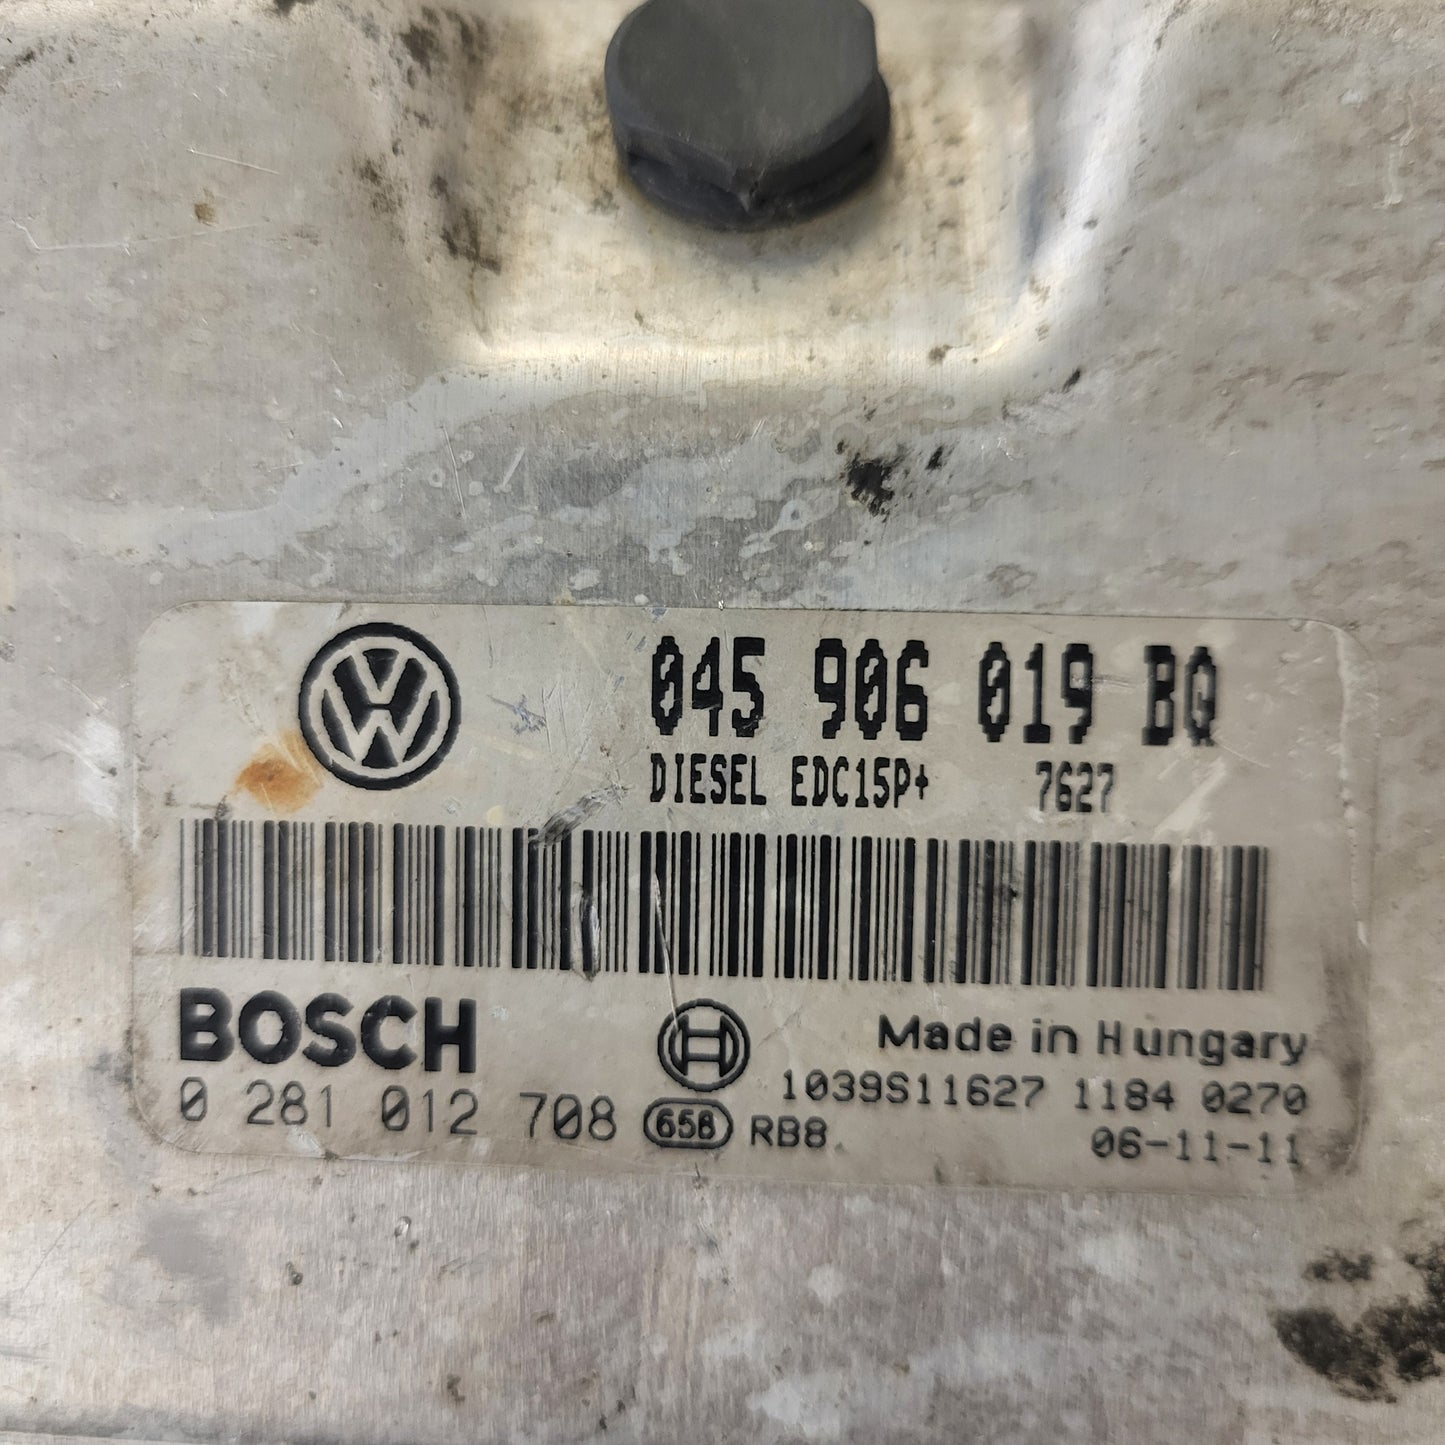 045 906 019 BQ
DIESEL EDC15P+ 7627
BOSCH
Made in Hungary
1039S11627 1184 0270
0 281 012 708 658 RB8
06-11-11